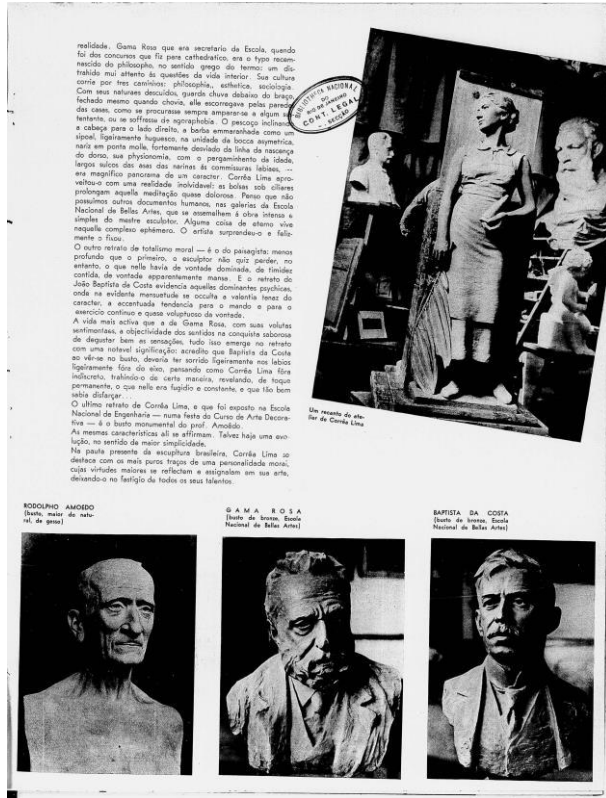 realidade. Gama Rosa que era secretario da Escola, quando
foi dos concursos que fiz para cathedratico, era o typo recem-
nascido do philosopho, no sentido grego do termo: um dis-
trahido mui attento ás questões da vida interior. Sua cultura
corria por tres caminhos: philosophia, esthetica, sociologia.
Com seus naturaes descuidos, guarda chuva debaixo do braço,
fechado mesmo quando chovia, elle escorregava pelas paredes
das casas, como se procurasse sempre amparar-se a algum sus-
tentante, ou se soffresse de agoraphobia. O pescoço inclinando
a cabeça para o lado direito, a barba emmaranhada como um
sipoal, ligeiramente huguesco, na unidade da bocca asymetrica,
nariz em ponta molle, fortemente desviado da linha da nascença
do dorso, sua physionomia, com o pergaminho da idade,
largos sulcos das asas das narinas ás commissuras labiaes, —
era magnifico panorama de um caracter. Corrêa Lima apro-
veitou-o com uma realidade inolvidavel: as bolsas sob ciliares
prolongam aquella meditação quase dolorosa. Penso que não
possuimos outros documentos humanos, nas galerias da Escola
Nacional de Bellas Artes, que se assemelhem á obra intensa e
simples do mestre esculptor. Alguma coisa de eterno vive
naquelle complexo ephémero. O artista surprendeu-o e feliz-
mente o fixou.
O outro retrato de totalismo moral — é o do paisagista: menos
profundo que o primeiro, o esculptor não quiz perder, no
entanto, o que nelle havia de vontade dominada, de timidez
contida, de vontade apparentemente mansa. E o retrato de
João Baptista da Costa evidencia aquellas dominantes psychicas,
onde na evidente mansuetude se occulta a valentia tenaz do
caracter, a accentuada tendencia para o mando e para o
exercicio continuo e quase voluptuoso da vontade.
A vida mais activa que a de Gama Rosa, com suas volutas
sentimentaes, a objectividade dos sentidos na conquista saborosa
de degustar bem as sensações, tudo isso emerge no retrato
com uma notavel significação: acredito que Baptista da Costa
ao vêr-se no busto, deveria ter sorrido ligeiramente nos labios
ligeiramente fóra do eixo, pensando como Corrêa Lima fôra
indiscreto, trahindo-o de certa maneira, revelando, de toque
permanente, o que nelle era fugidio e constante, e que tão bem
sabia disfarçar...
O ultimo retrato de Corrêa Lima, e que foi exposto na Escola
Nacional de Engenharia — numa festa do Curso de Arte Decora-
tiva — é o busto monumental do prof. Amoêdo.
As mesmas caracteristicas ali se affirmam. Talvez haja uma evo-
lução, no sentido da maior simplicidade.
Na pauta presente da esculptura brasileira, Corrêa Lima se
destaca com os mais puros traços de uma personalidade moral,
cujas virtudes maiores se reflectem e assignalam em sua arte,
deixando-o no fastigio de todos os seus talentos.
BIBLIOTHECA NACIONAL
DO
RIO DE JANEIRO
CONT. LEGAL
SECÇÃO
Um recanto do ate-
lier de Corrêa Lima
RODOLPHO AMOEDO
(busto, maior do natu-
ral, de gesso)
GAMA ROSA
(busto de bronze, Escola
Nacional de Bellas Artes)
BAPTISTA DA COSTA
(busto de bronze, Escola
Nacional de Bellas Artes)